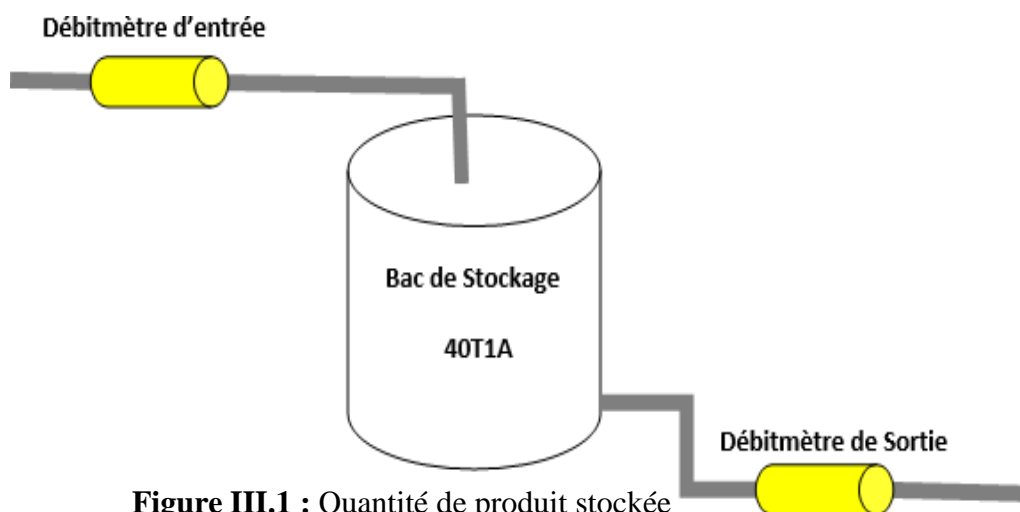 Débitmètre d'entrée
Bac de Stockage
40T1A
Débitmètre de Sortie
Figure III.1 : Quantité de produit stockée